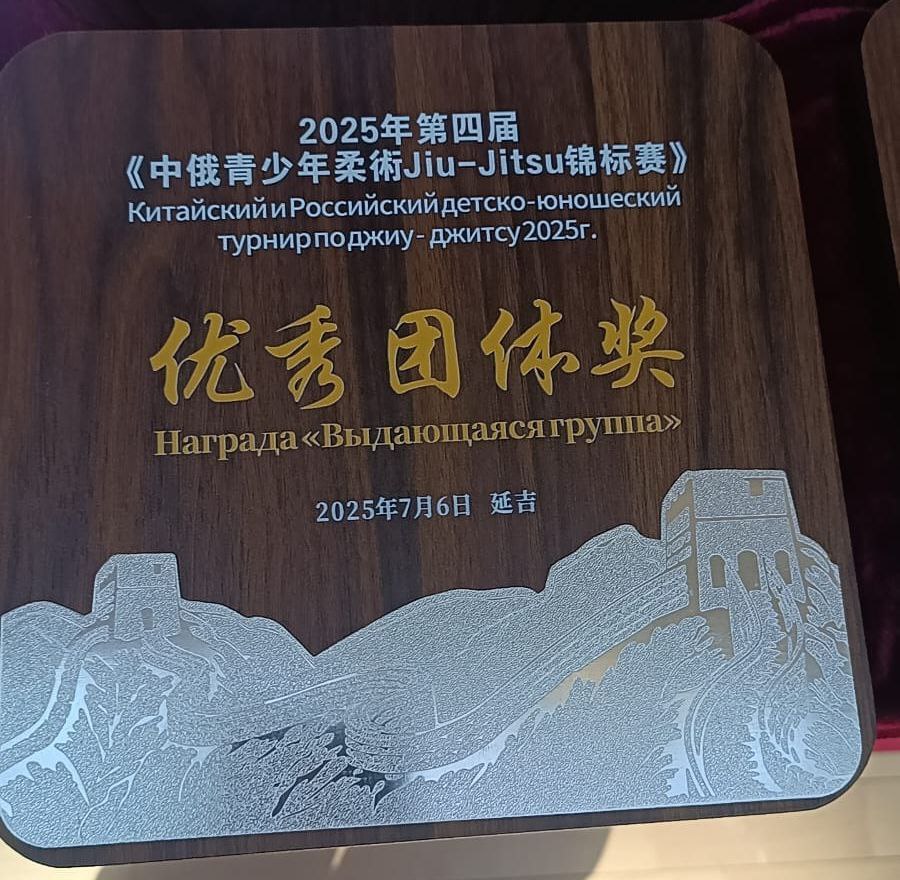 2025年第四届
《中俄青少年柔術Jiu-Jitsu锦标赛》
Китайский и Российский детско-юношеский
турнир по джиу- джитсу 2025г.
优秀团体奖
Награда «Выдающаяся группа»
2025年7月6日 延吉